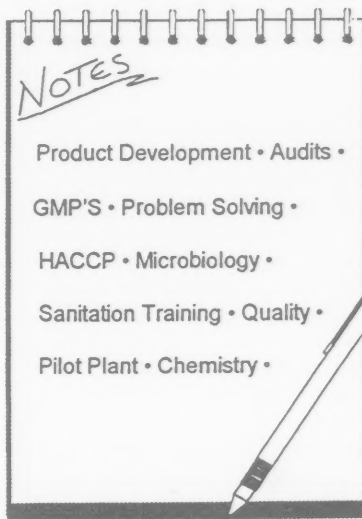 NOTES
Product Development • Audits •
GMP'S • Problem Solving •
HACCP • Microbiology •
Sanitation Training • Quality •
Pilot Plant • Chemistry •